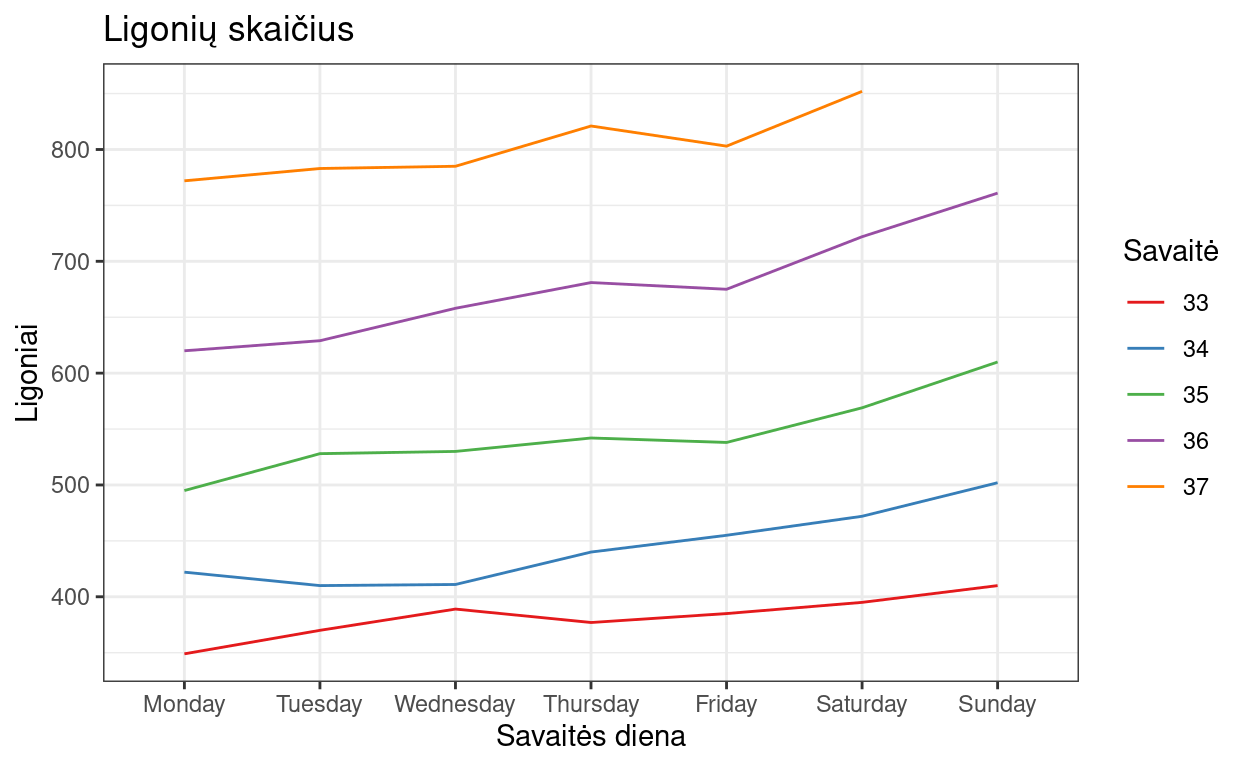 Ligonių skaičius
Ligoniai
800
700
600
500
400
Monday Tuesday Wednesday Thursday Friday Saturday Sunday
Savaitės diena
Savaitė
33
34
35
36
37